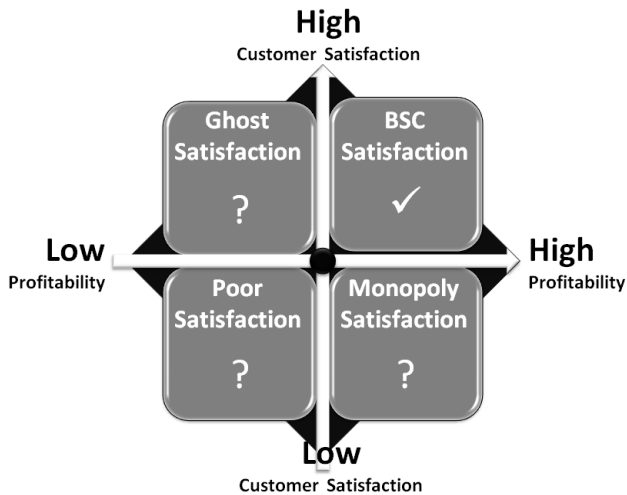 High
Customer Satisfaction
Ghost
Satisfaction
?
BSC
Satisfaction
✓
Low
Profitability
High
Profitability
Poor
Satisfaction
?
Monopoly
Satisfaction
?
Low
Customer Satisfaction